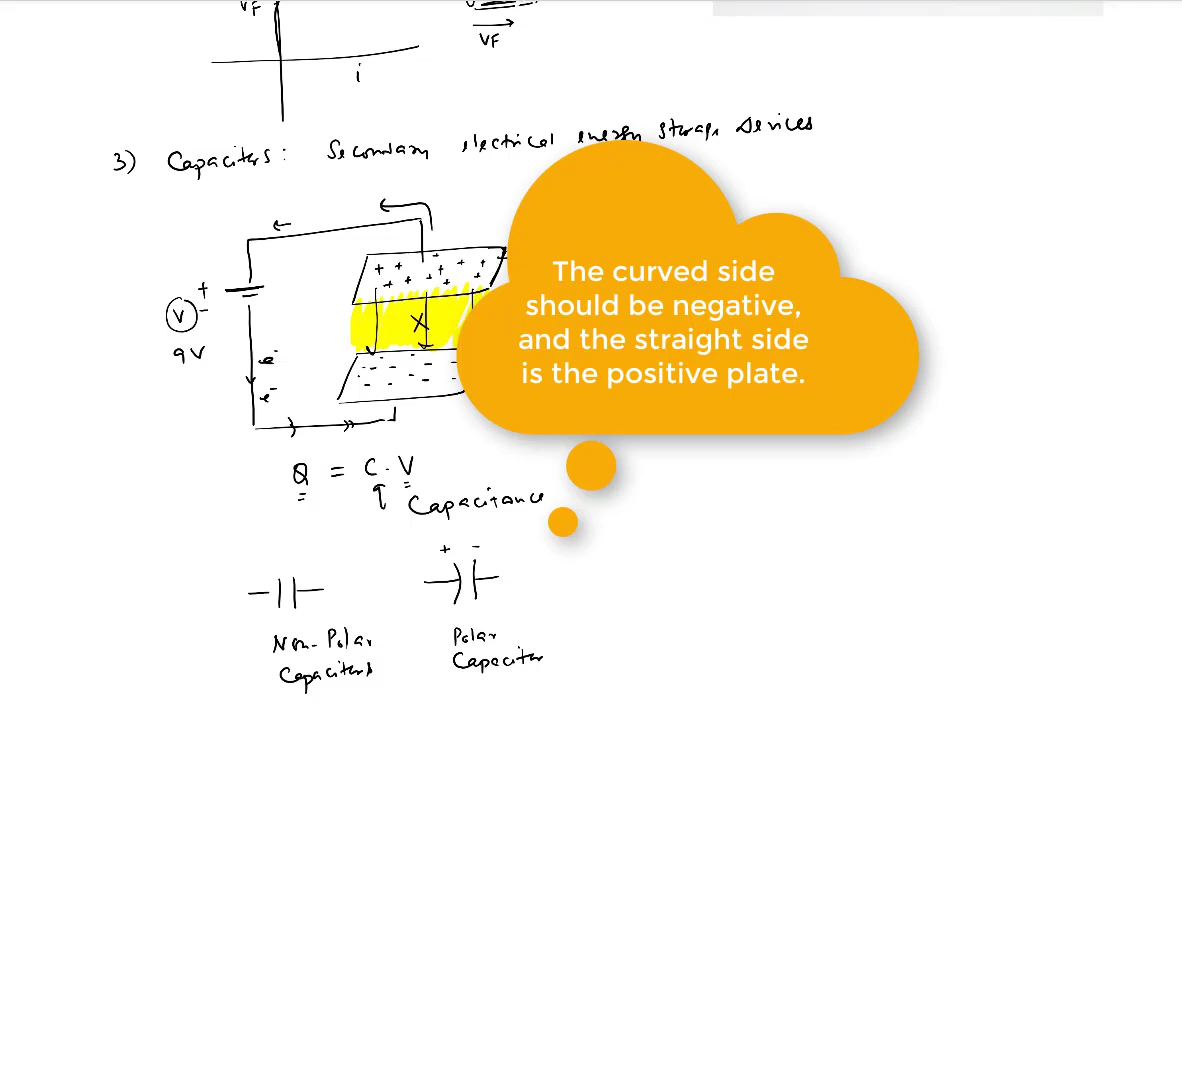 VF
VF
i
3) Capacitors: Secondary electrical energy storage devices
The curved side
should be negative,
and the straight side
is the positive plate.
+
-
V
9V
e-
e-
+ + + + + + + + +
X
- - - - - - - -
Q = C . V
Capacitance
+ -
Non-Polar
Capacitors
Polar
Capacitor